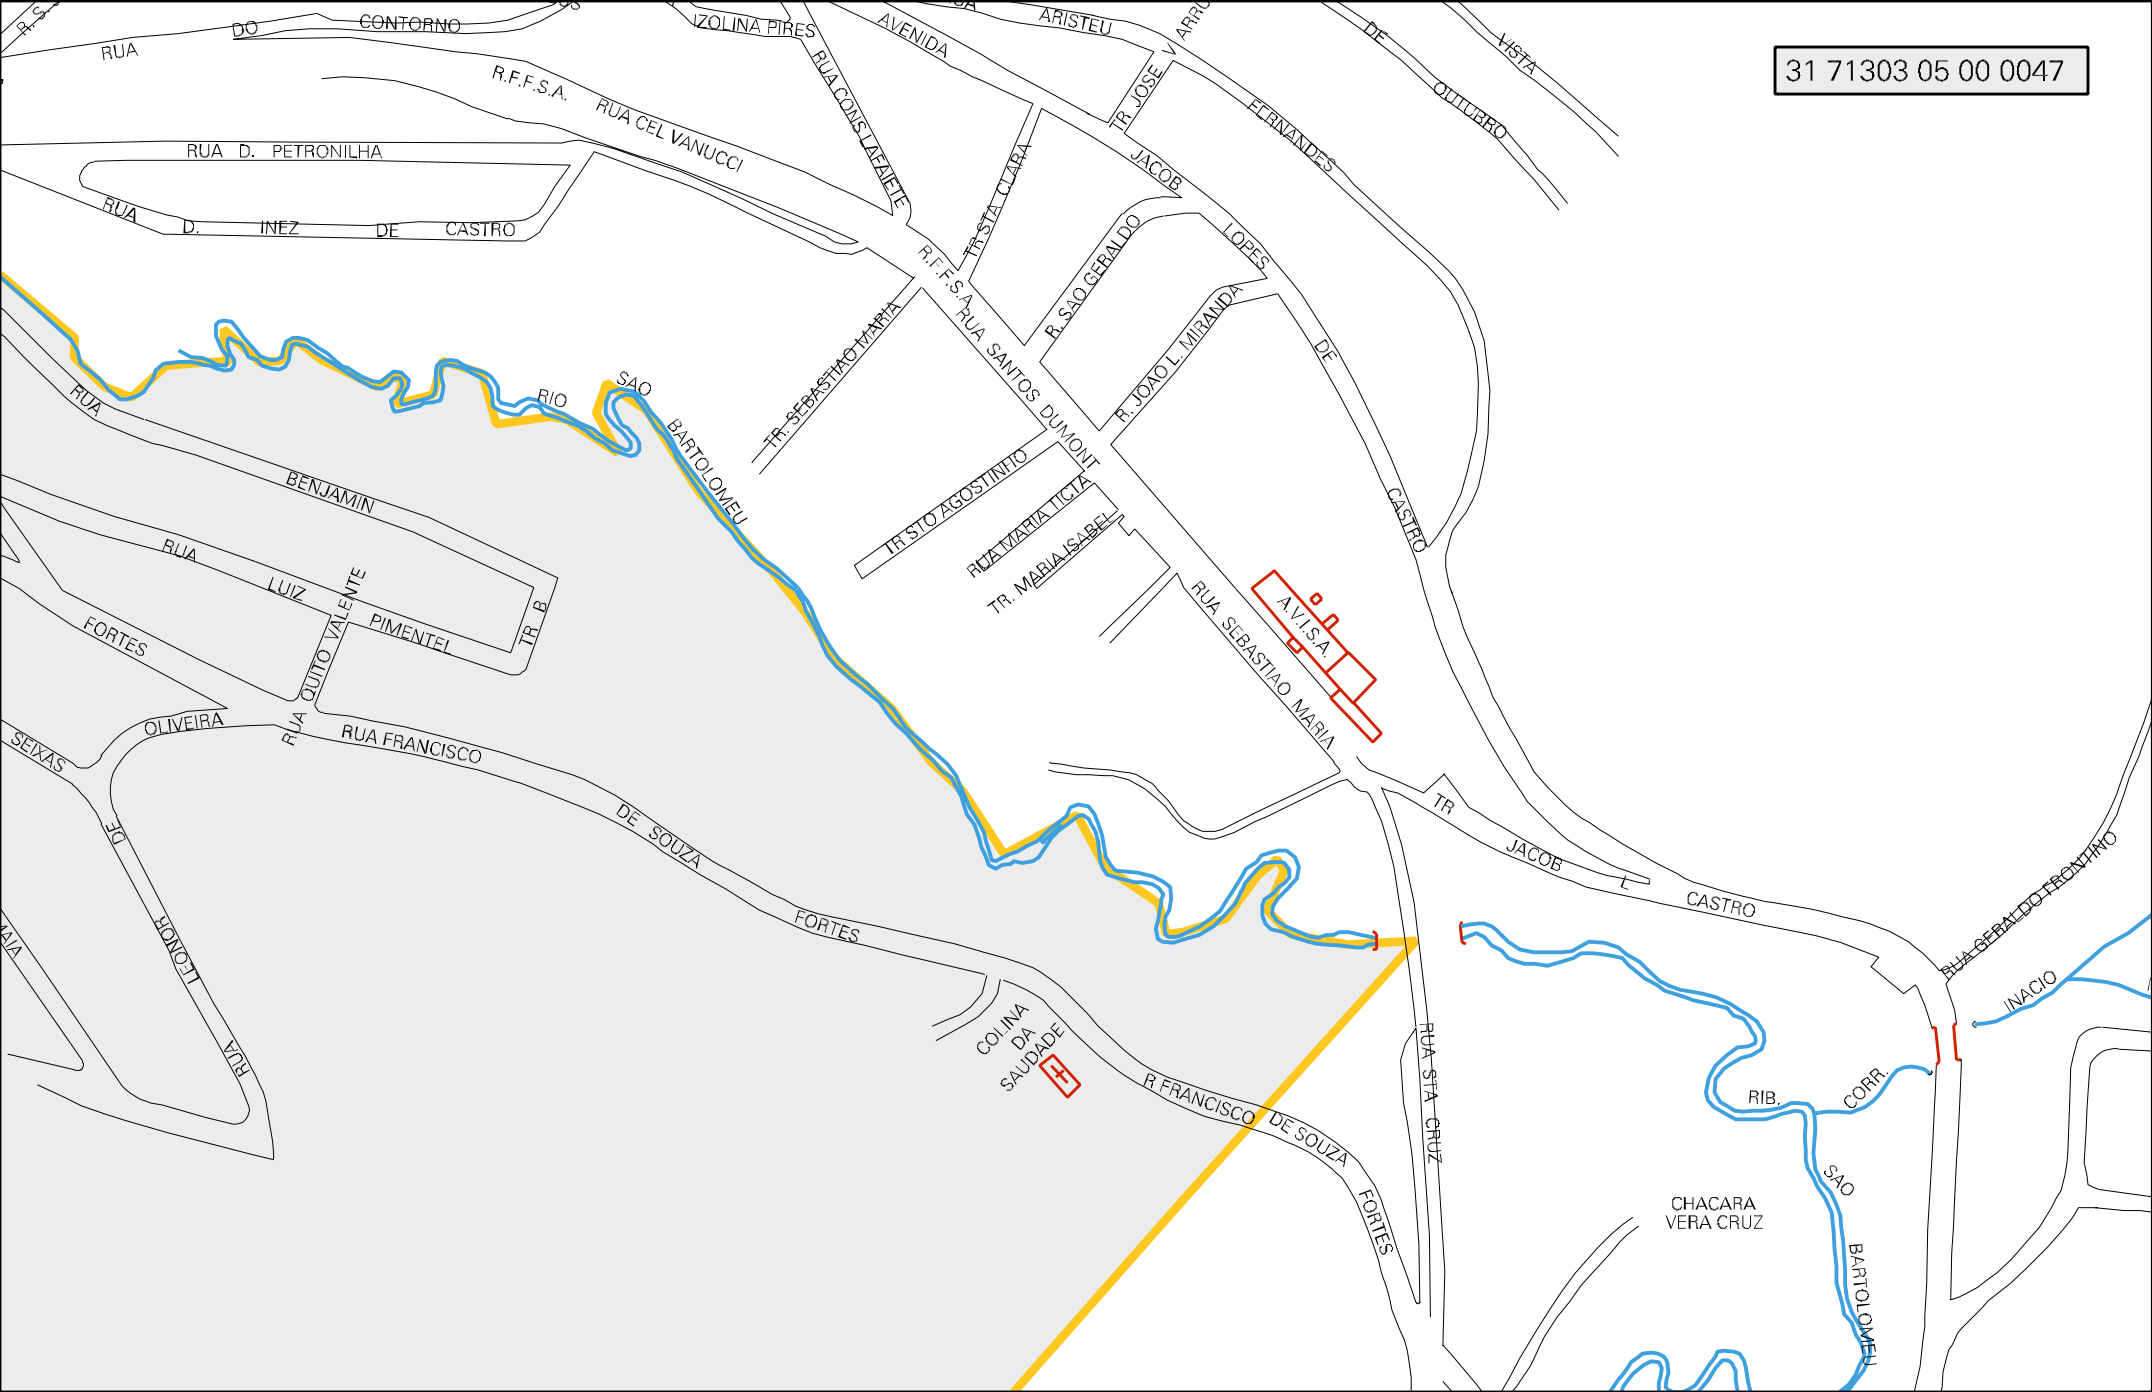 31 71303 05 00 0047
RUA DO CONTORNO
IZOLINA PIRES
AVENIDA
JACOB
LOPES
DE
CASTRO
ARISTEU
FERNANDES
TR. JOSE V ARRU
DE
OUTUBRO
VISTA
R.F.F.S.A.
RUA CEL VANUCCI
RUA CONS LAFAIETE
RUA D. PETRONILHA
RUA D. INEZ DE CASTRO
TR STA CLARA
R. SAO GERALDO
R. JOAO L. MIRANDA
R.F.F.S.A.
RUA SANTOS DUMONT
TR. SEBASTIAO MARIA
TR STO AGOSTINHO
RUA MARIA TICTA
TR. MARIA ISABEL
RUA SEBASTIAO MARIA
A.V.I.S.A.
RIO SAO BARTOLOMEU
RUA BENJAMIN
RUA LUIZ PIMENTEL
TR B
RUA QUITO VALENTE
FORTES
OLIVEIRA
SEIXAS
RUA FRANCISCO
DE SOUZA
FORTES
RUA LEONOR DE
MAIA
COLINA
DA
SAUDADE
R.FRANCISCO DE SOUZA
FORTES
RUA STA CRUZ
TR JACOB L CASTRO
RUA GERALDO FRONTINO
INACIO
CORR.
RIB. SAO BARTOLOMEU
CHACARA
VERA CRUZ